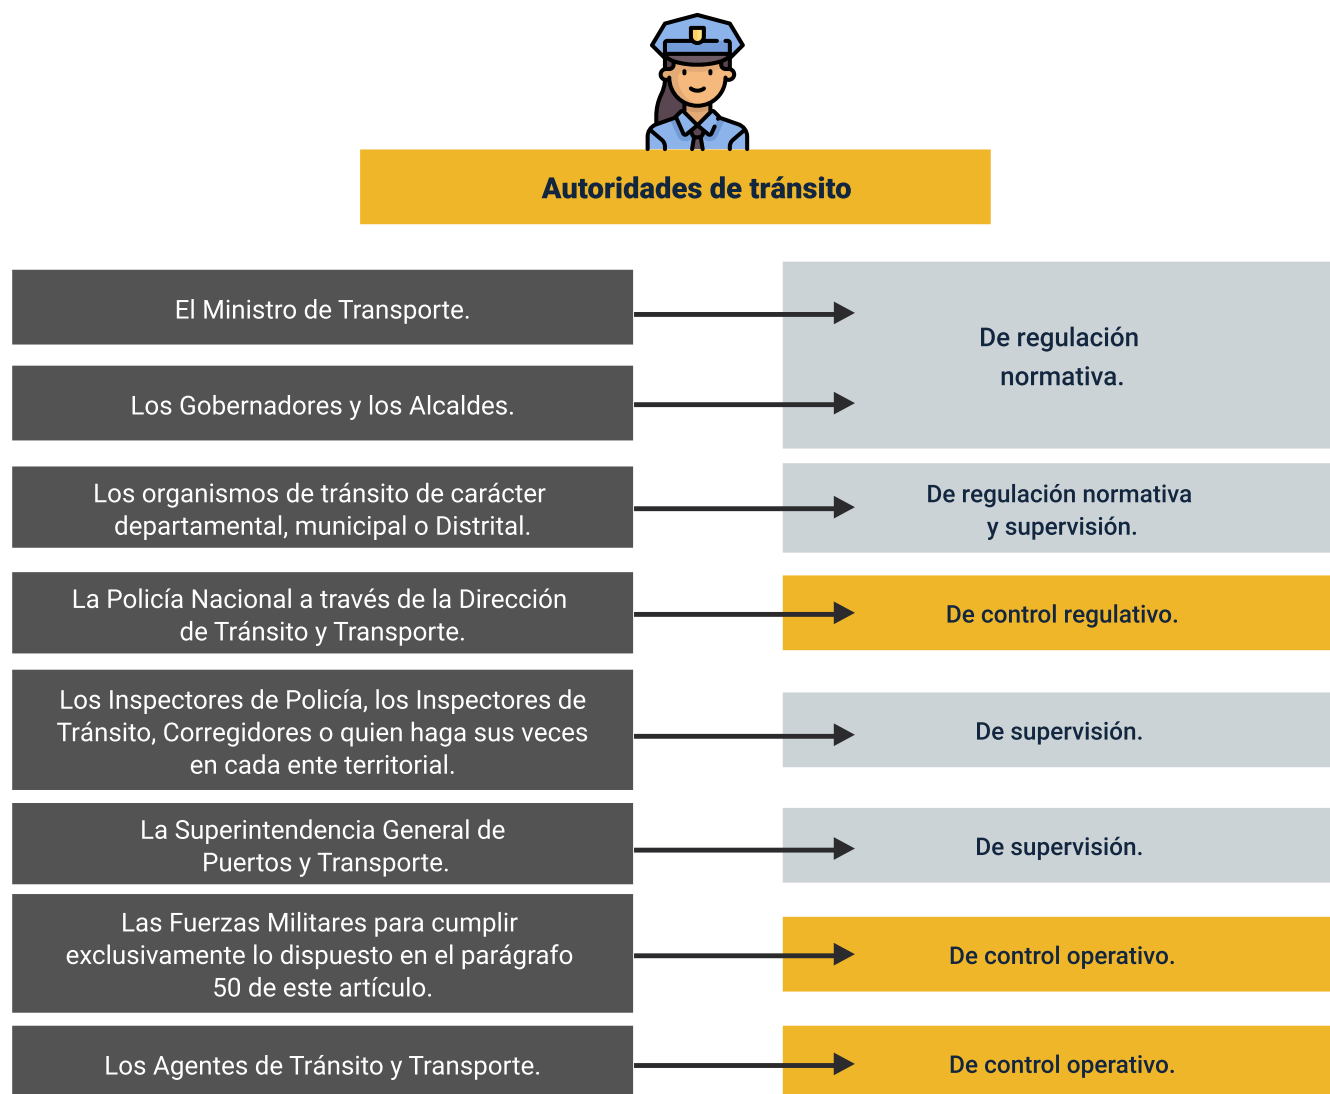 Autoridades de tránsito
El Ministro de Transporte.
Los Gobernadores y los Alcaldes.
De regulación
normativa.
Los organismos de tránsito de carácter
departamental, municipal o Distrital.
De regulación normativa
y supervisión.
La Policía Nacional a través de la Dirección
de Tránsito y Transporte.
De control regulativo.
Los Inspectores de Policía, los Inspectores de
Tránsito, Corregidores o quien haga sus veces
en cada ente territorial.
De supervisión.
La Superintendencia General de
Puertos y Transporte.
De supervisión.
Las Fuerzas Militares para cumplir
exclusivamente lo dispuesto en el parágrafo
50 de este artículo.
De control operativo.
Los Agentes de Tránsito y Transporte.
De control operativo.